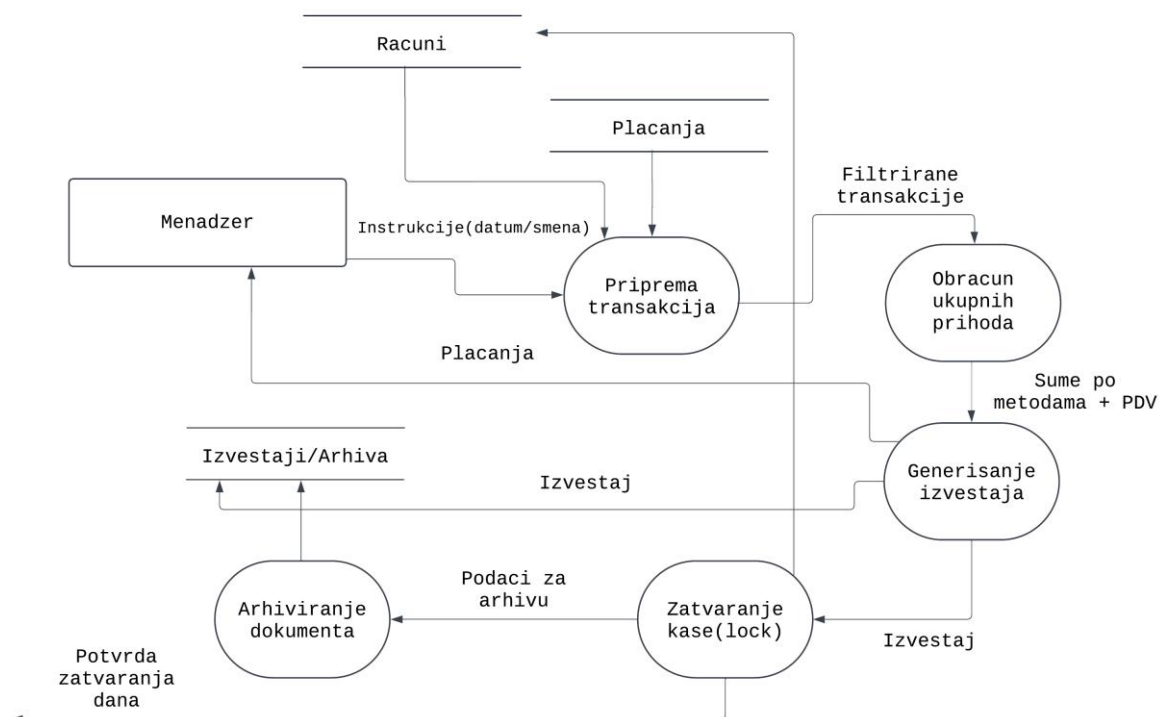 Racuni
Placanja
Filtrirane
transakcije
Menadzer
Instrukcije(datum/smena)
Priprema
transakcija
Obracun
ukupnih
prihoda
Placanja
Sume po
metodama + PDV
Izvestaji/Arhiva
Izvestaj
Generisanje
izvestaja
Podaci za
arhivu
Arhiviranje
dokumenta
Zatvaranje
kase(lock)
Izvestaj
Potvrda
zatvaranja
dana